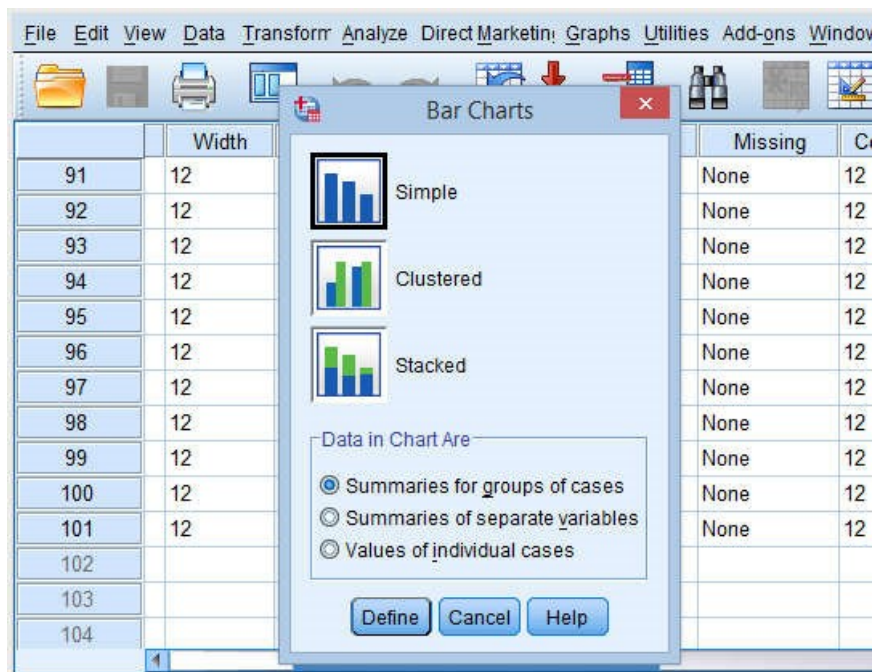 File Edit View Data Transform Analyze Direct Marketing Graphs Utilities Add-ons Window
Bar Charts
Width Missing
91 12 None 12
92 12 None 12
93 12 None 12
94 12 None 12
95 12 None 12
96 12 None 12
97 12 None 12
98 12 None 12
99 12 None 12
100 12 None 12
101 12 None 12
102
103
104
Simple
Clustered
Stacked
Data in Chart Are
Summaries for groups of cases
Summaries of separate variables
Values of individual cases
Define Cancel Help